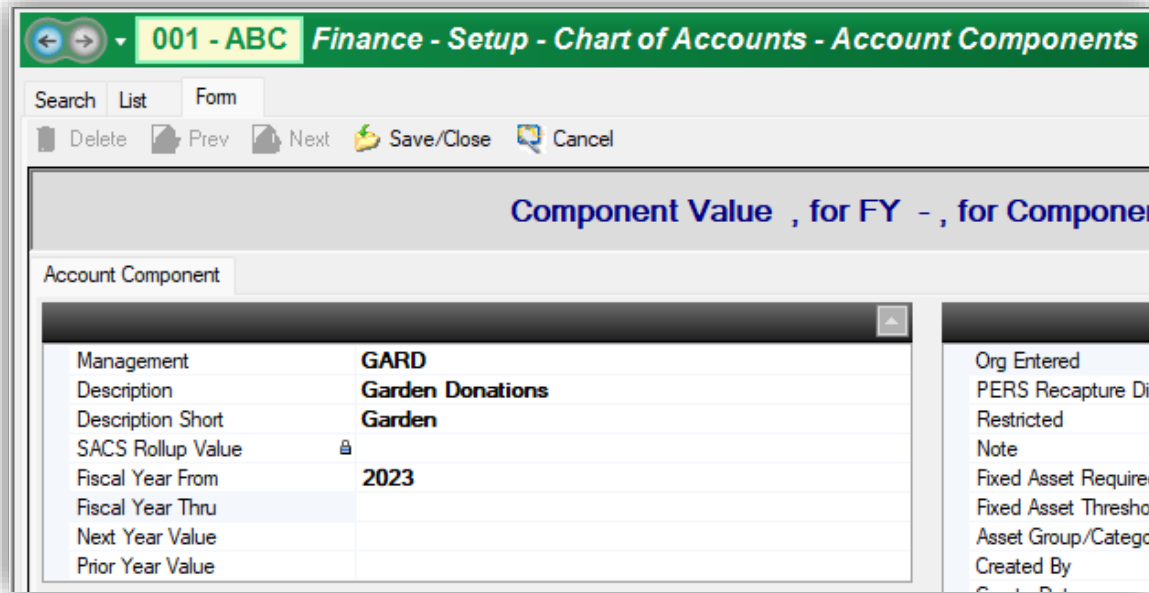 001 - ABC Finance - Setup - Chart of Accounts - Account Components
Search List Form
Delete Prev Next Save/Close Cancel
Component Value , for FY - , for Componen
Account Component
Management GARD
Description Garden Donations
Description Short Garden
SACS Rollup Value
Fiscal Year From 2023
Fiscal Year Thru
Next Year Value
Prior Year Value
Org Entered
PERS Recapture Di
Restricted
Note
Fixed Asset Require
Fixed Asset Thresho
Asset Group/Catego
Created By